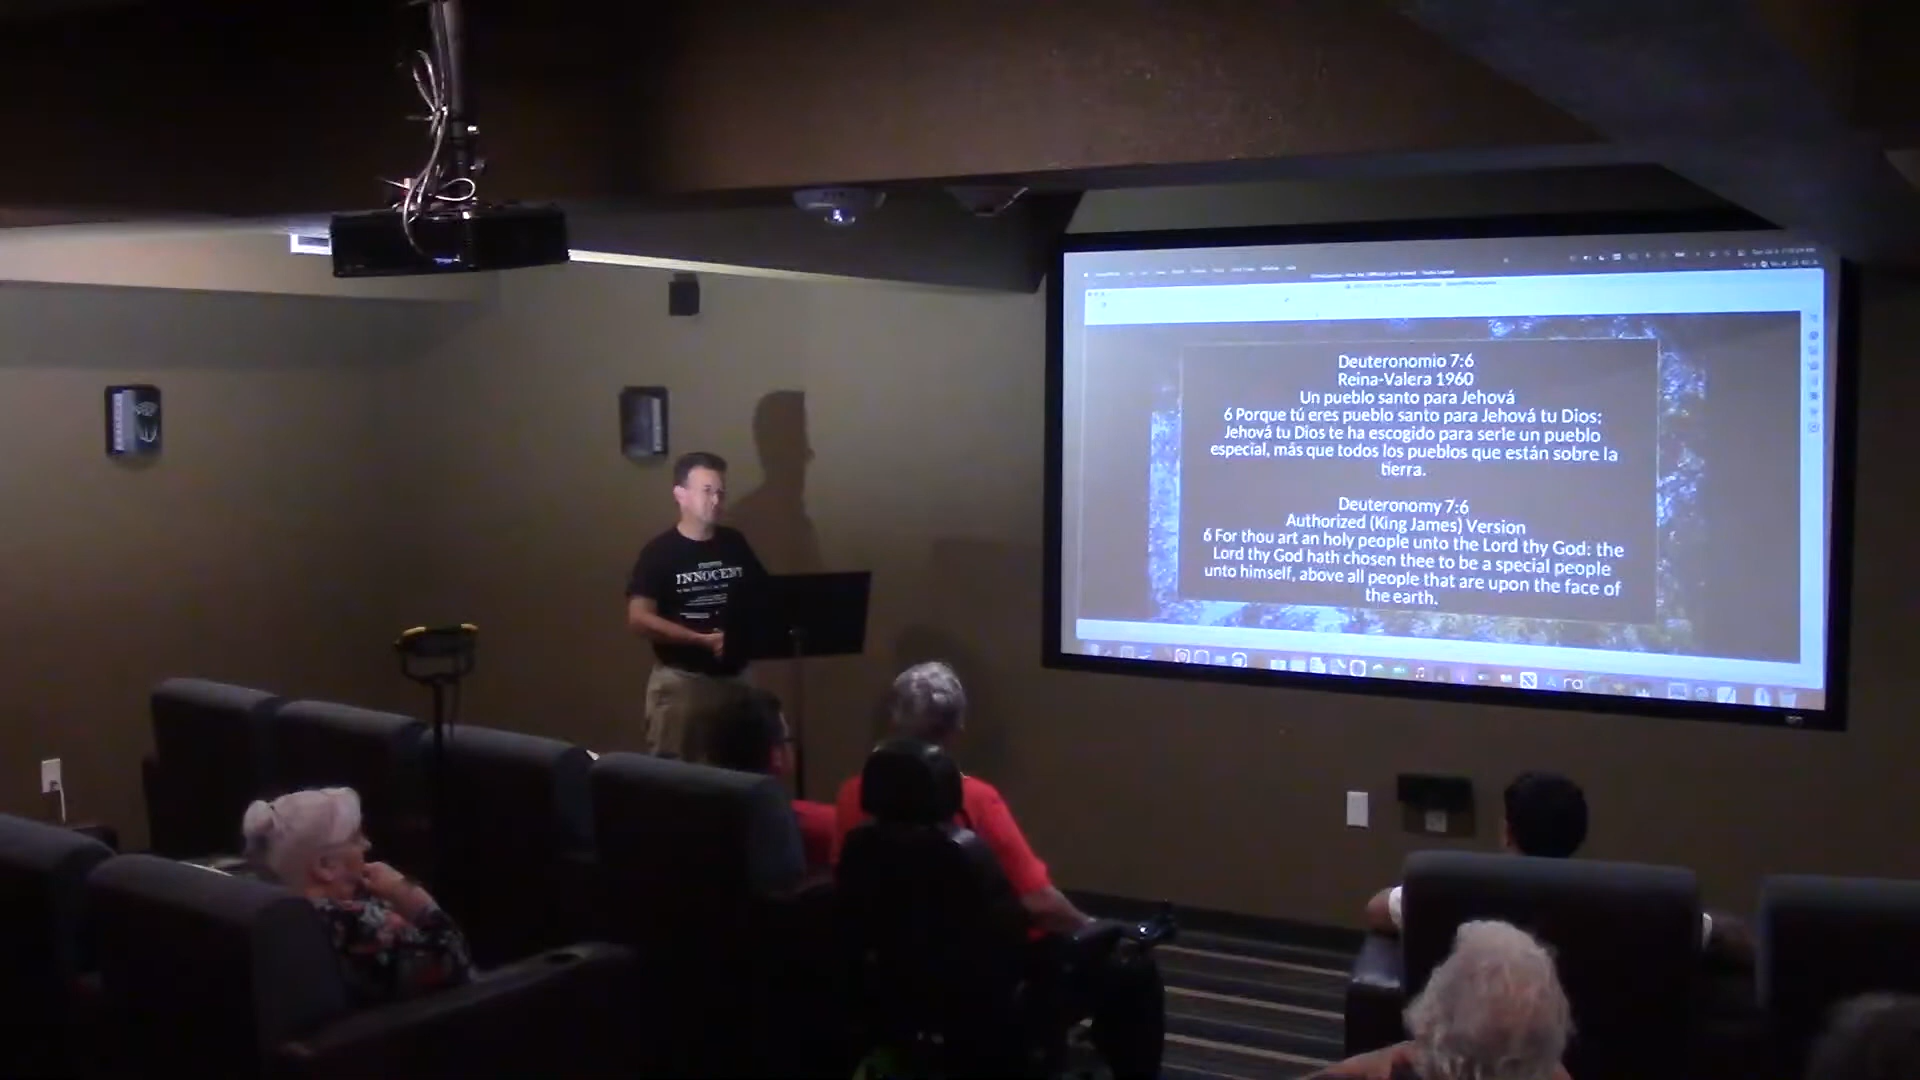 Deuteronomio 7:6
Reina-Valera 1960
Un pueblo santo para Jehová
6 Porque tú eres pueblo santo para Jehová tu Dios;
Jehová tu Dios te ha escogido para serle un pueblo
especial, más que todos los pueblos que están sobre la
tierra.
Deuteronomy 7:6
Authorized (King James) Version
6 For thou art an holy people unto the Lord thy God: the
Lord thy God hath chosen thee to be a special people
unto himself, above all people that are upon the face of
the earth.
INNOCENT